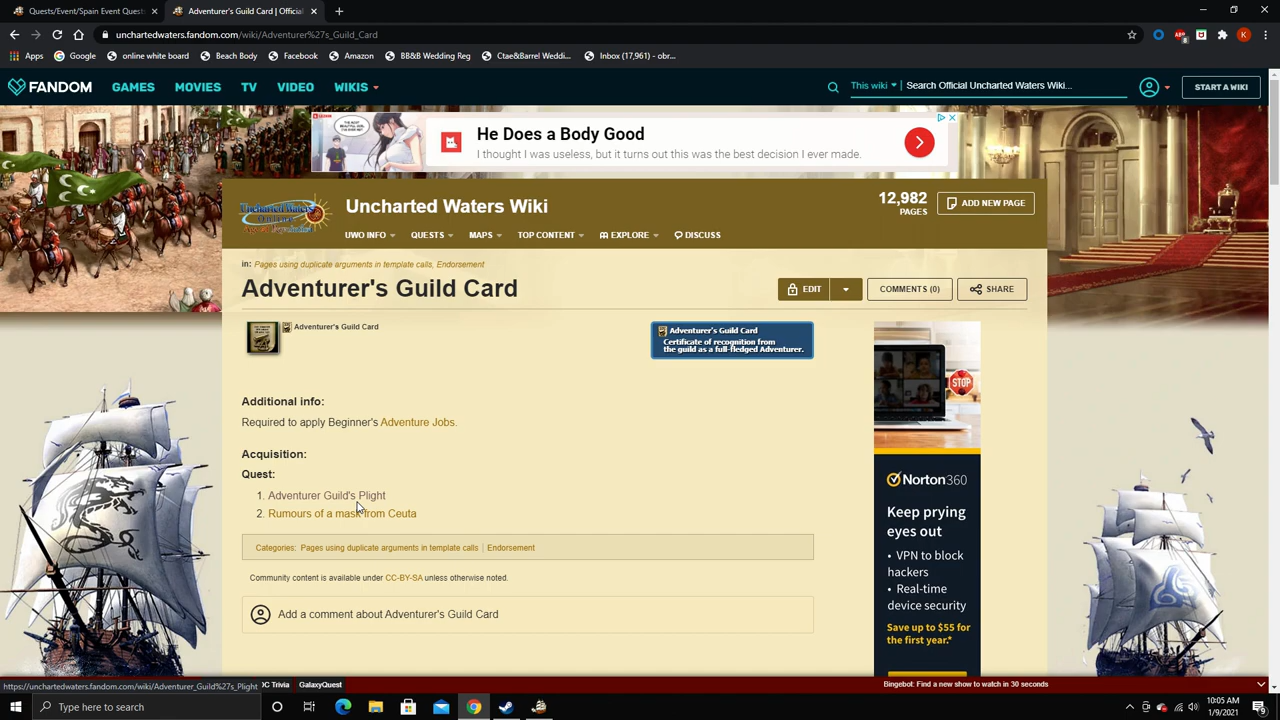 Quests/Events/Spain Event Quests
Adventurer's Guild Card | Official
unchartedwaters.fandom.com/wiki/Adventurer%27s_Guild_Card
Apps
Google
online white board
Beach Body
Facebook
Amazon
BB&B Wedding Reg
Ctae&Barrel Weddi...
Inbox (17,961) - obr...
FANDOM
GAMES
MOVIES
TV
VIDEO
WIKIS
This wiki
Search Official Uncharted Waters Wiki...
START A WIKI
He Does a Body Good
I thought I was useless, but it turns out this was the best decision I ever made.
Uncharted Waters Wiki
12,982
PAGES
ADD NEW PAGE
UWO INFO
QUESTS
MAPS
TOP CONTENT
EXPLORE
DISCUSS
in: Pages using duplicate arguments in template calls, Endorsement
Adventurer's Guild Card
EDIT
COMMENTS (0)
SHARE
Adventurer's Guild Card
Adventurer's Guild Card
Certificate of recognition from
the guild as a full-fledged Adventurer.
STOP
Additional info:
Required to apply Beginner's Adventure Jobs.
Acquisition:
Quest:
1. Adventurer Guild's Plight
2. Rumours of a mask from Ceuta
Categories: Pages using duplicate arguments in template calls | Endorsement
Community content is available under CC-BY-SA unless otherwise noted.
Add a comment about Adventurer's Guild Card
Norton360
Keep prying
eyes out
• VPN to block
hackers
• Real-time
device security
Save up to $55 for
the first year.*
https://unchartedwaters.fandom.com/wiki/Adventurer_Guild%27s_Plight
DC Trivia
GalaxyQuest
Bingebot: Find a new show to watch in 30 seconds
Type here to search
10:05 AM
1/9/2021